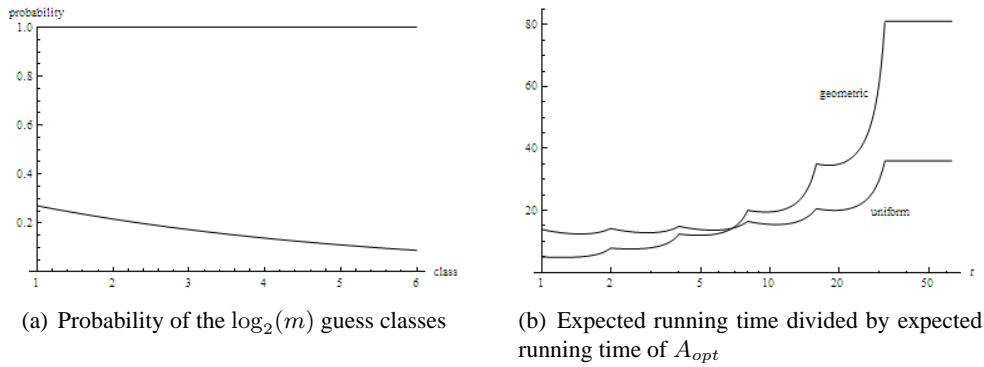 probability
1.0
0.8
0.6
0.4
0.2
1
2
3
4
5
6
class
(a) Probability of the log₂(m) guess classes
80
60
40
20
geometric
uniform
1
2
5
10
20
50
t
(b) Expected running time divided by expected
running time of A_opt